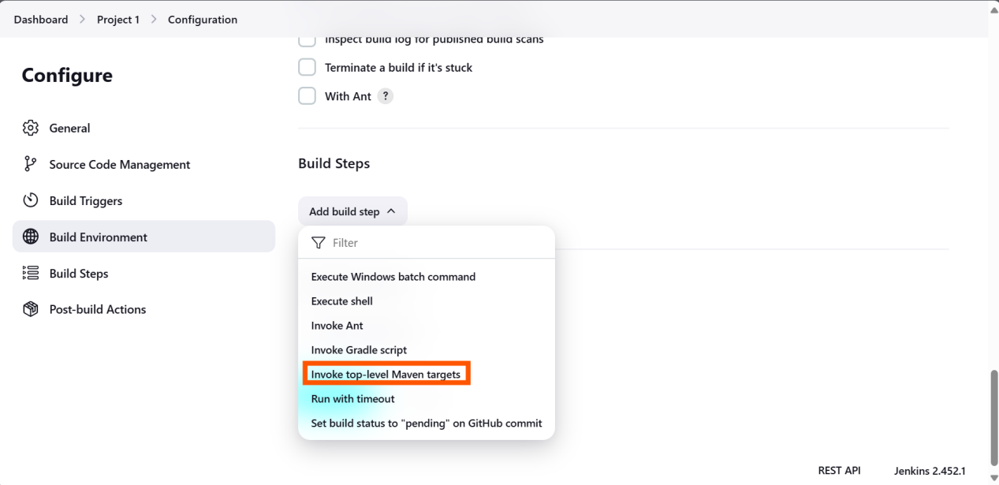 Dashboard > Project 1 > Configuration
Inspect build log for published build scans
Configure
Terminate a build if it's stuck
With Ant ?
General
Source Code Management
Build Triggers
Build Environment
Build Steps
Post-build Actions
Build Steps
Add build step
Filter
Execute Windows batch command
Execute shell
Invoke Ant
Invoke Gradle script
Invoke top-level Maven targets
Run with timeout
Set build status to "pending" on GitHub commit
REST API
Jenkins 2.452.1